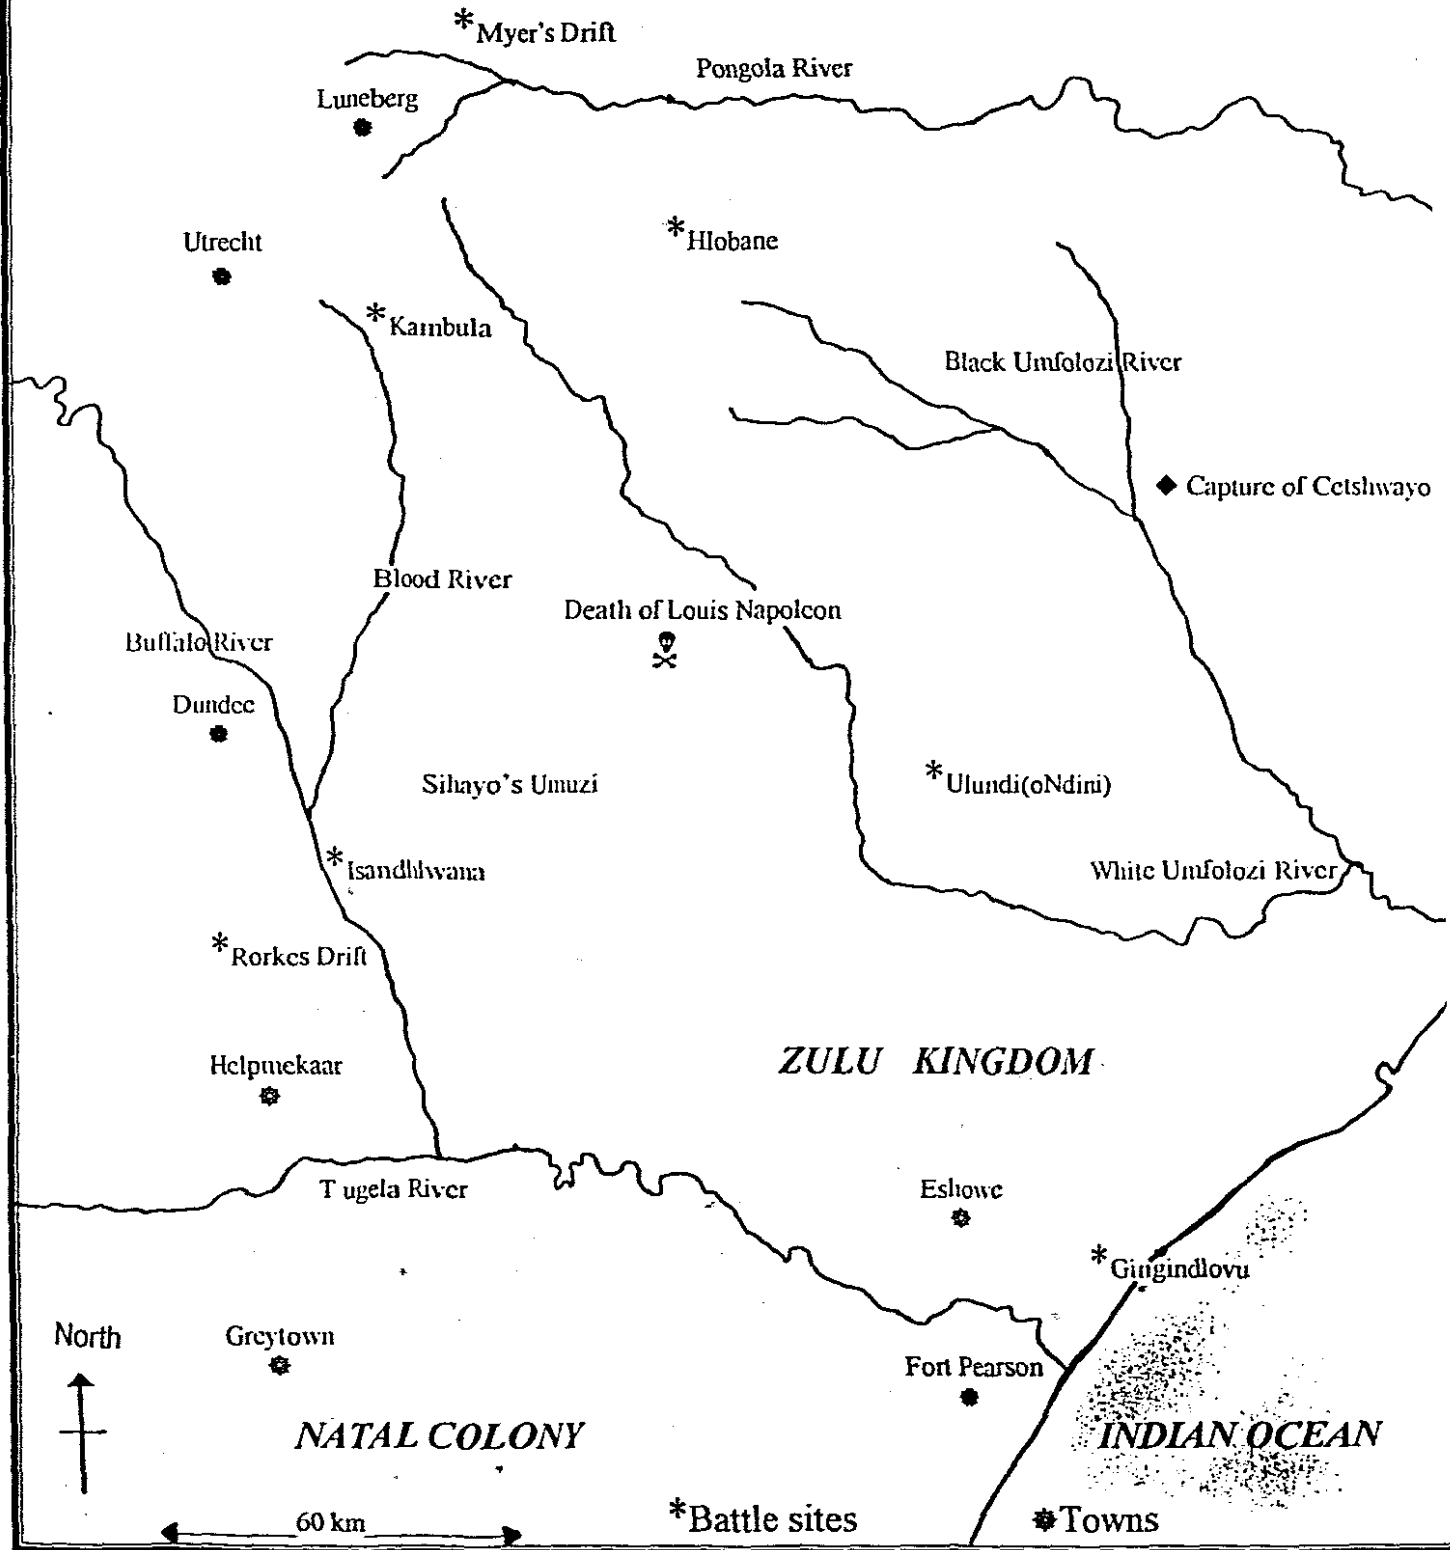 *Myer's Drift
Pongola River
Luneberg
*Hlobane
Utrecht
*Kambula
Black Umfolozi River
Capture of Cetshwayo
Blood River
Death of Louis Napoleon
Buffalo River
Dundee
Sihayo's Umuzi
*Ulundi(oNdini)
*Isandhlwana
White Umfolozi River
*Rorkes Drift
ZULU KINGDOM
Helpmekaar
Tugela River
Eshowe
*Gingindlovu
North
Greytown
Fort Pearson
NATAL COLONY
INDIAN OCEAN
*Battle sites
Towns
60 km